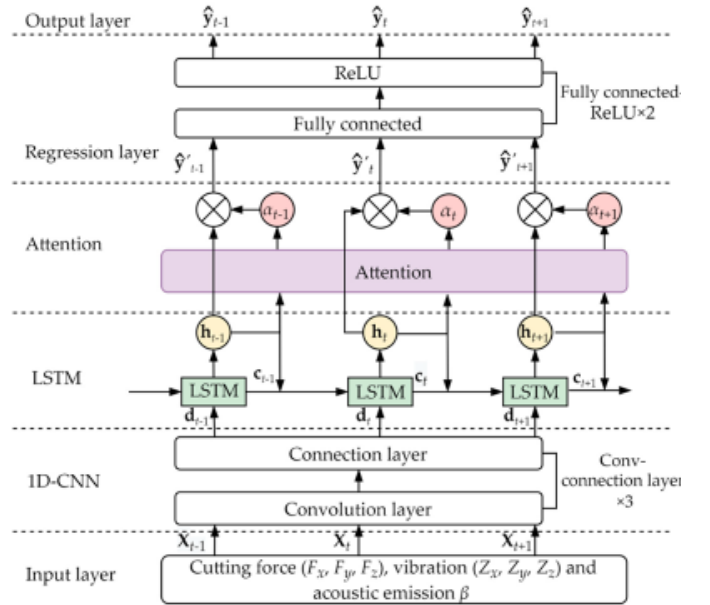 Output layer
ŷt-1
ŷt
ŷt+1
ReLU
Fully connected
Fully connected-
ReLU×2
Regression layer
ŷ′t-1
ŷ′t
ŷ′t+1
αt-1
αt
αt+1
Attention
Attention
ht-1
ht
ht+1
LSTM
LSTM
ct-1
LSTM
ct
LSTM
ct+1
dt-1
dt
dt+1
1D-CNN
Connection layer
Convolution layer
Conv-
connection layer
×3
Xt-1
Xt
Xt+1
Input layer
Cutting force (Fx, Fy, Fz), vibration (Zx, Zy, Zz) and
acoustic emission β